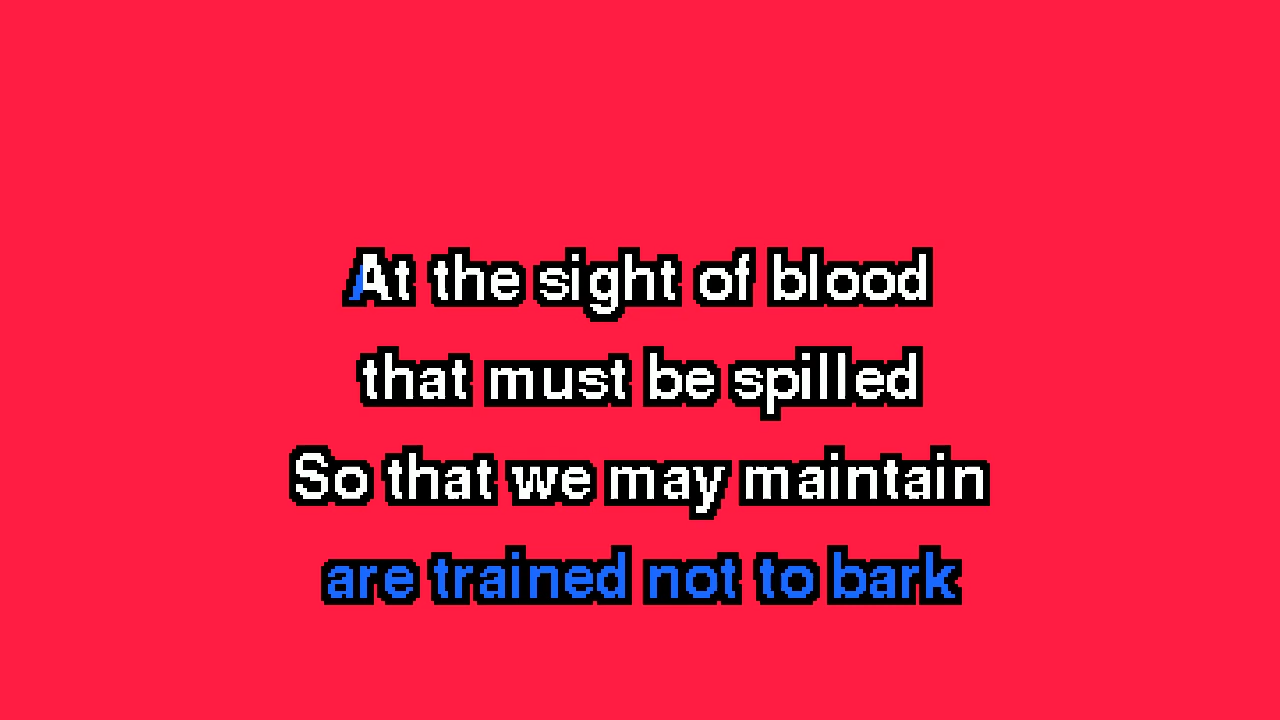 At the sight of blood
that must be spilled
So that we may maintain
are trained not to bark